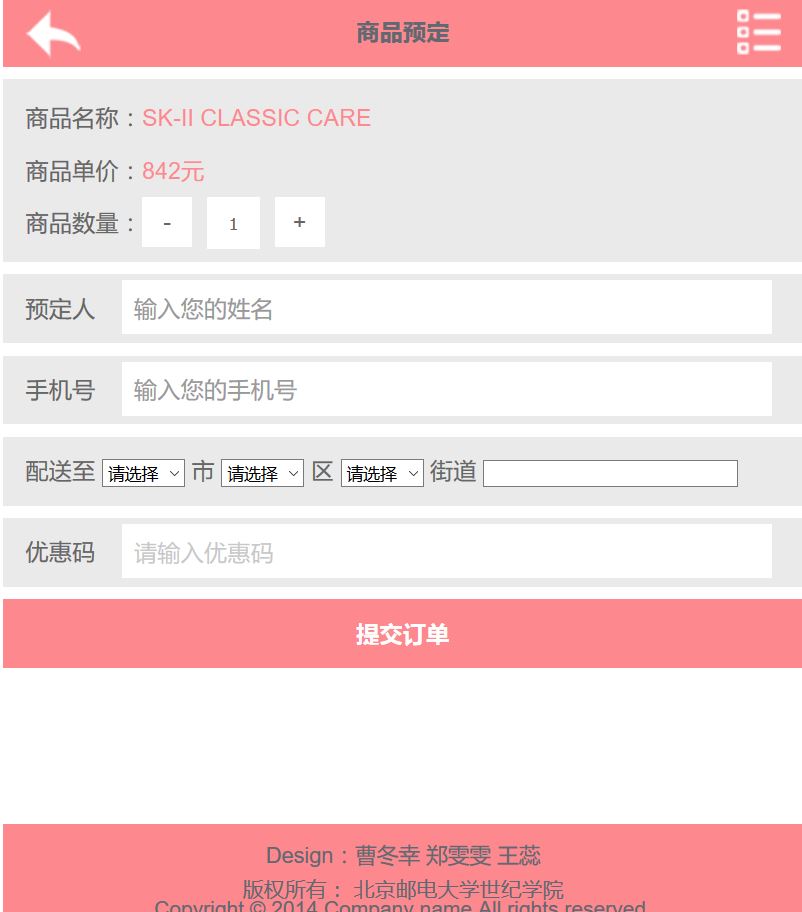 商品预定
商品名称：SK-II CLASSIC CARE
商品单价：842元
商品数量： - 1 +
预定人 输入您的姓名
手机号 输入您的手机号
配送至 请选择 市 请选择 区 请选择 街道
优惠码 请输入优惠码
提交订单
Design：曹冬幸 郑雯雯 王蕊
版权所有： 北京邮电大学世纪学院
Copyright © 2014.Company name All rights reserved.